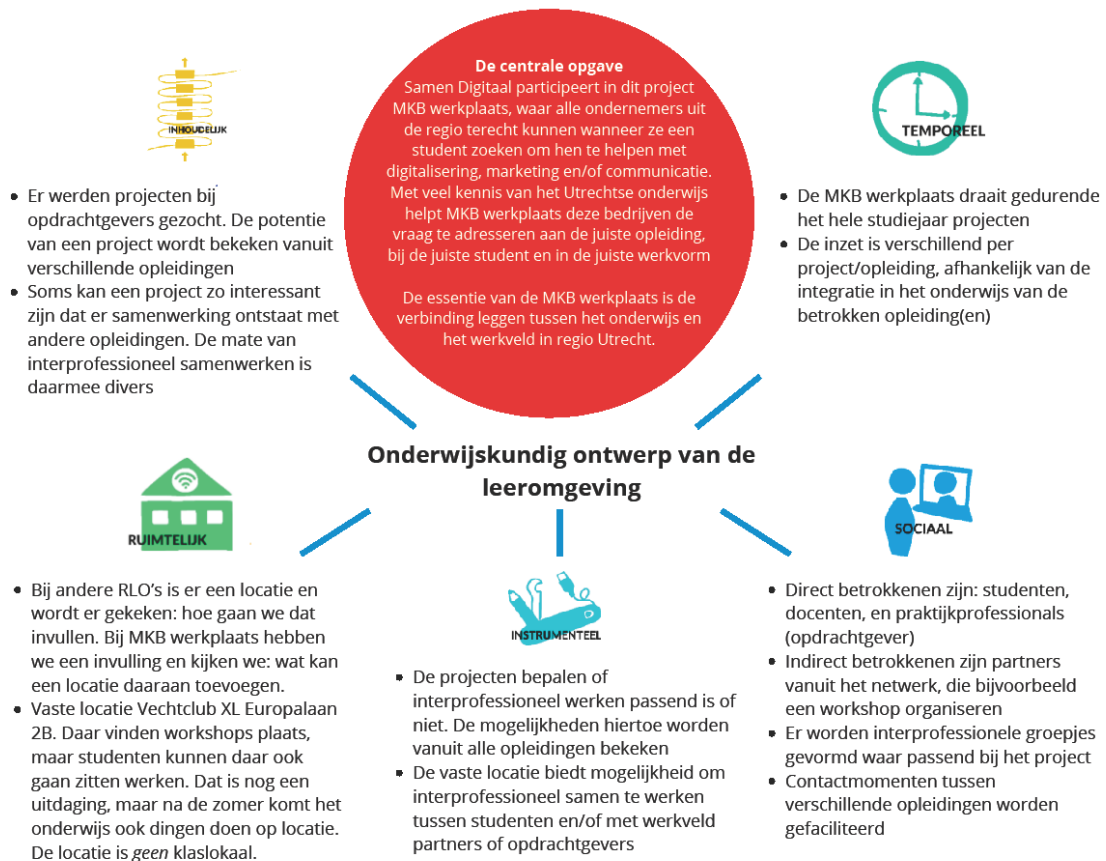 De centrale opgave
Samen Digitaal participeert in dit project
MKB werkplaats, waar alle ondernemers uit
de regio terecht kunnen wanneer ze een
student zoeken om hen te helpen met
digitalisering, marketing en/of communicatie.
Met veel kennis van het Utrechtse onderwijs
helpt MKB werkplaats deze bedrijven de
vraag te adresseren aan de juiste opleiding,
bij de juiste student en in de juiste werkvorm
De essentie van de MKB werkplaats is de
verbinding leggen tussen het onderwijs en
het werkveld in regio Utrecht.
INHOUDELIJK
• Er werden projecten bij
opdrachtgevers gezocht. De potentie
van een project wordt bekeken vanuit
verschillende opleidingen
• Soms kan een project zo interessant
zijn dat er samenwerking ontstaat met
andere opleidingen. De mate van
interprofessioneel samenwerken is
daarmee divers
TEMPOREEL
• De MKB werkplaats draait gedurende
het hele studiejaar projecten
• De inzet is verschillend per
project/opleiding, afhankelijk van de
integratie in het onderwijs van de
betrokken opleiding(en)
Onderwijskundig ontwerp van de
leeromgeving
RUIMTELIJK
• Bij andere RLO's is er een locatie en
wordt er gekeken: hoe gaan we dat
invullen. Bij MKB werkplaats hebben
we een invulling en kijken we: wat kan
een locatie daaraan toevoegen.
• Vaste locatie Vechtclub XL Europalaan
2B. Daar vinden workshops plaats,
maar studenten kunnen daar ook
gaan zitten werken. Dat is nog een
uitdaging, maar na de zomer komt het
onderwijs ook dingen doen op locatie.
De locatie is geen klaslokaal.
INSTRUMENTEEL
• De projecten bepalen of
interprofessioneel werken passend is of
niet. De mogelijkheden hiertoe worden
vanuit alle opleidingen bekeken
• De vaste locatie biedt mogelijkheid om
interprofessioneel samen te werken
tussen studenten en/of met werkveld
partners of opdrachtgevers
SOCIAAL
• Direct betrokkenen zijn: studenten,
docenten, en praktijkprofessionals
(opdrachtgever)
• Indirect betrokkenen zijn partners
vanuit het netwerk, die bijvoorbeeld
een workshop organiseren
• Er worden interprofessionele groepjes
gevormd waar passend bij het project
• Contactmomenten tussen
verschillende opleidingen worden
gefaciliteerd